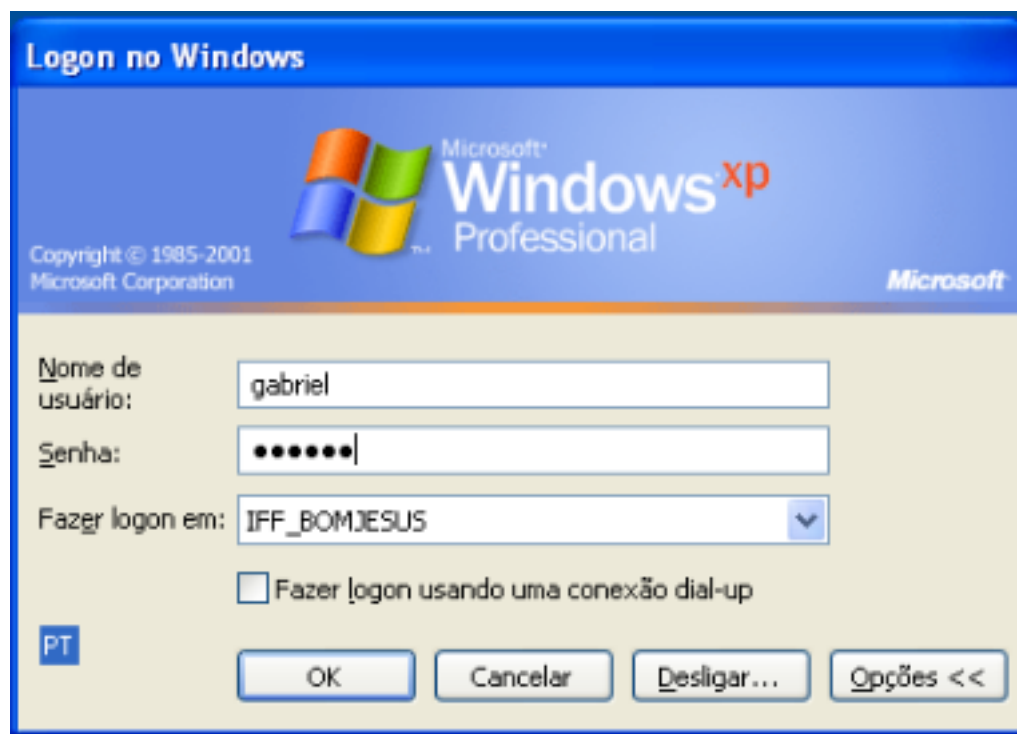 Logon no Windows
Microsoft®
Windows xp
Professional
Copyright © 1985-2001
Microsoft Corporation
Microsoft
Nome de
usuário:
gabriel
Senha:
●●●●●●
Fazer logon em:
IFF_BOMJESUS
Fazer logon usando uma conexão dial-up
PT
OK
Cancelar
Desligar...
Opções <<